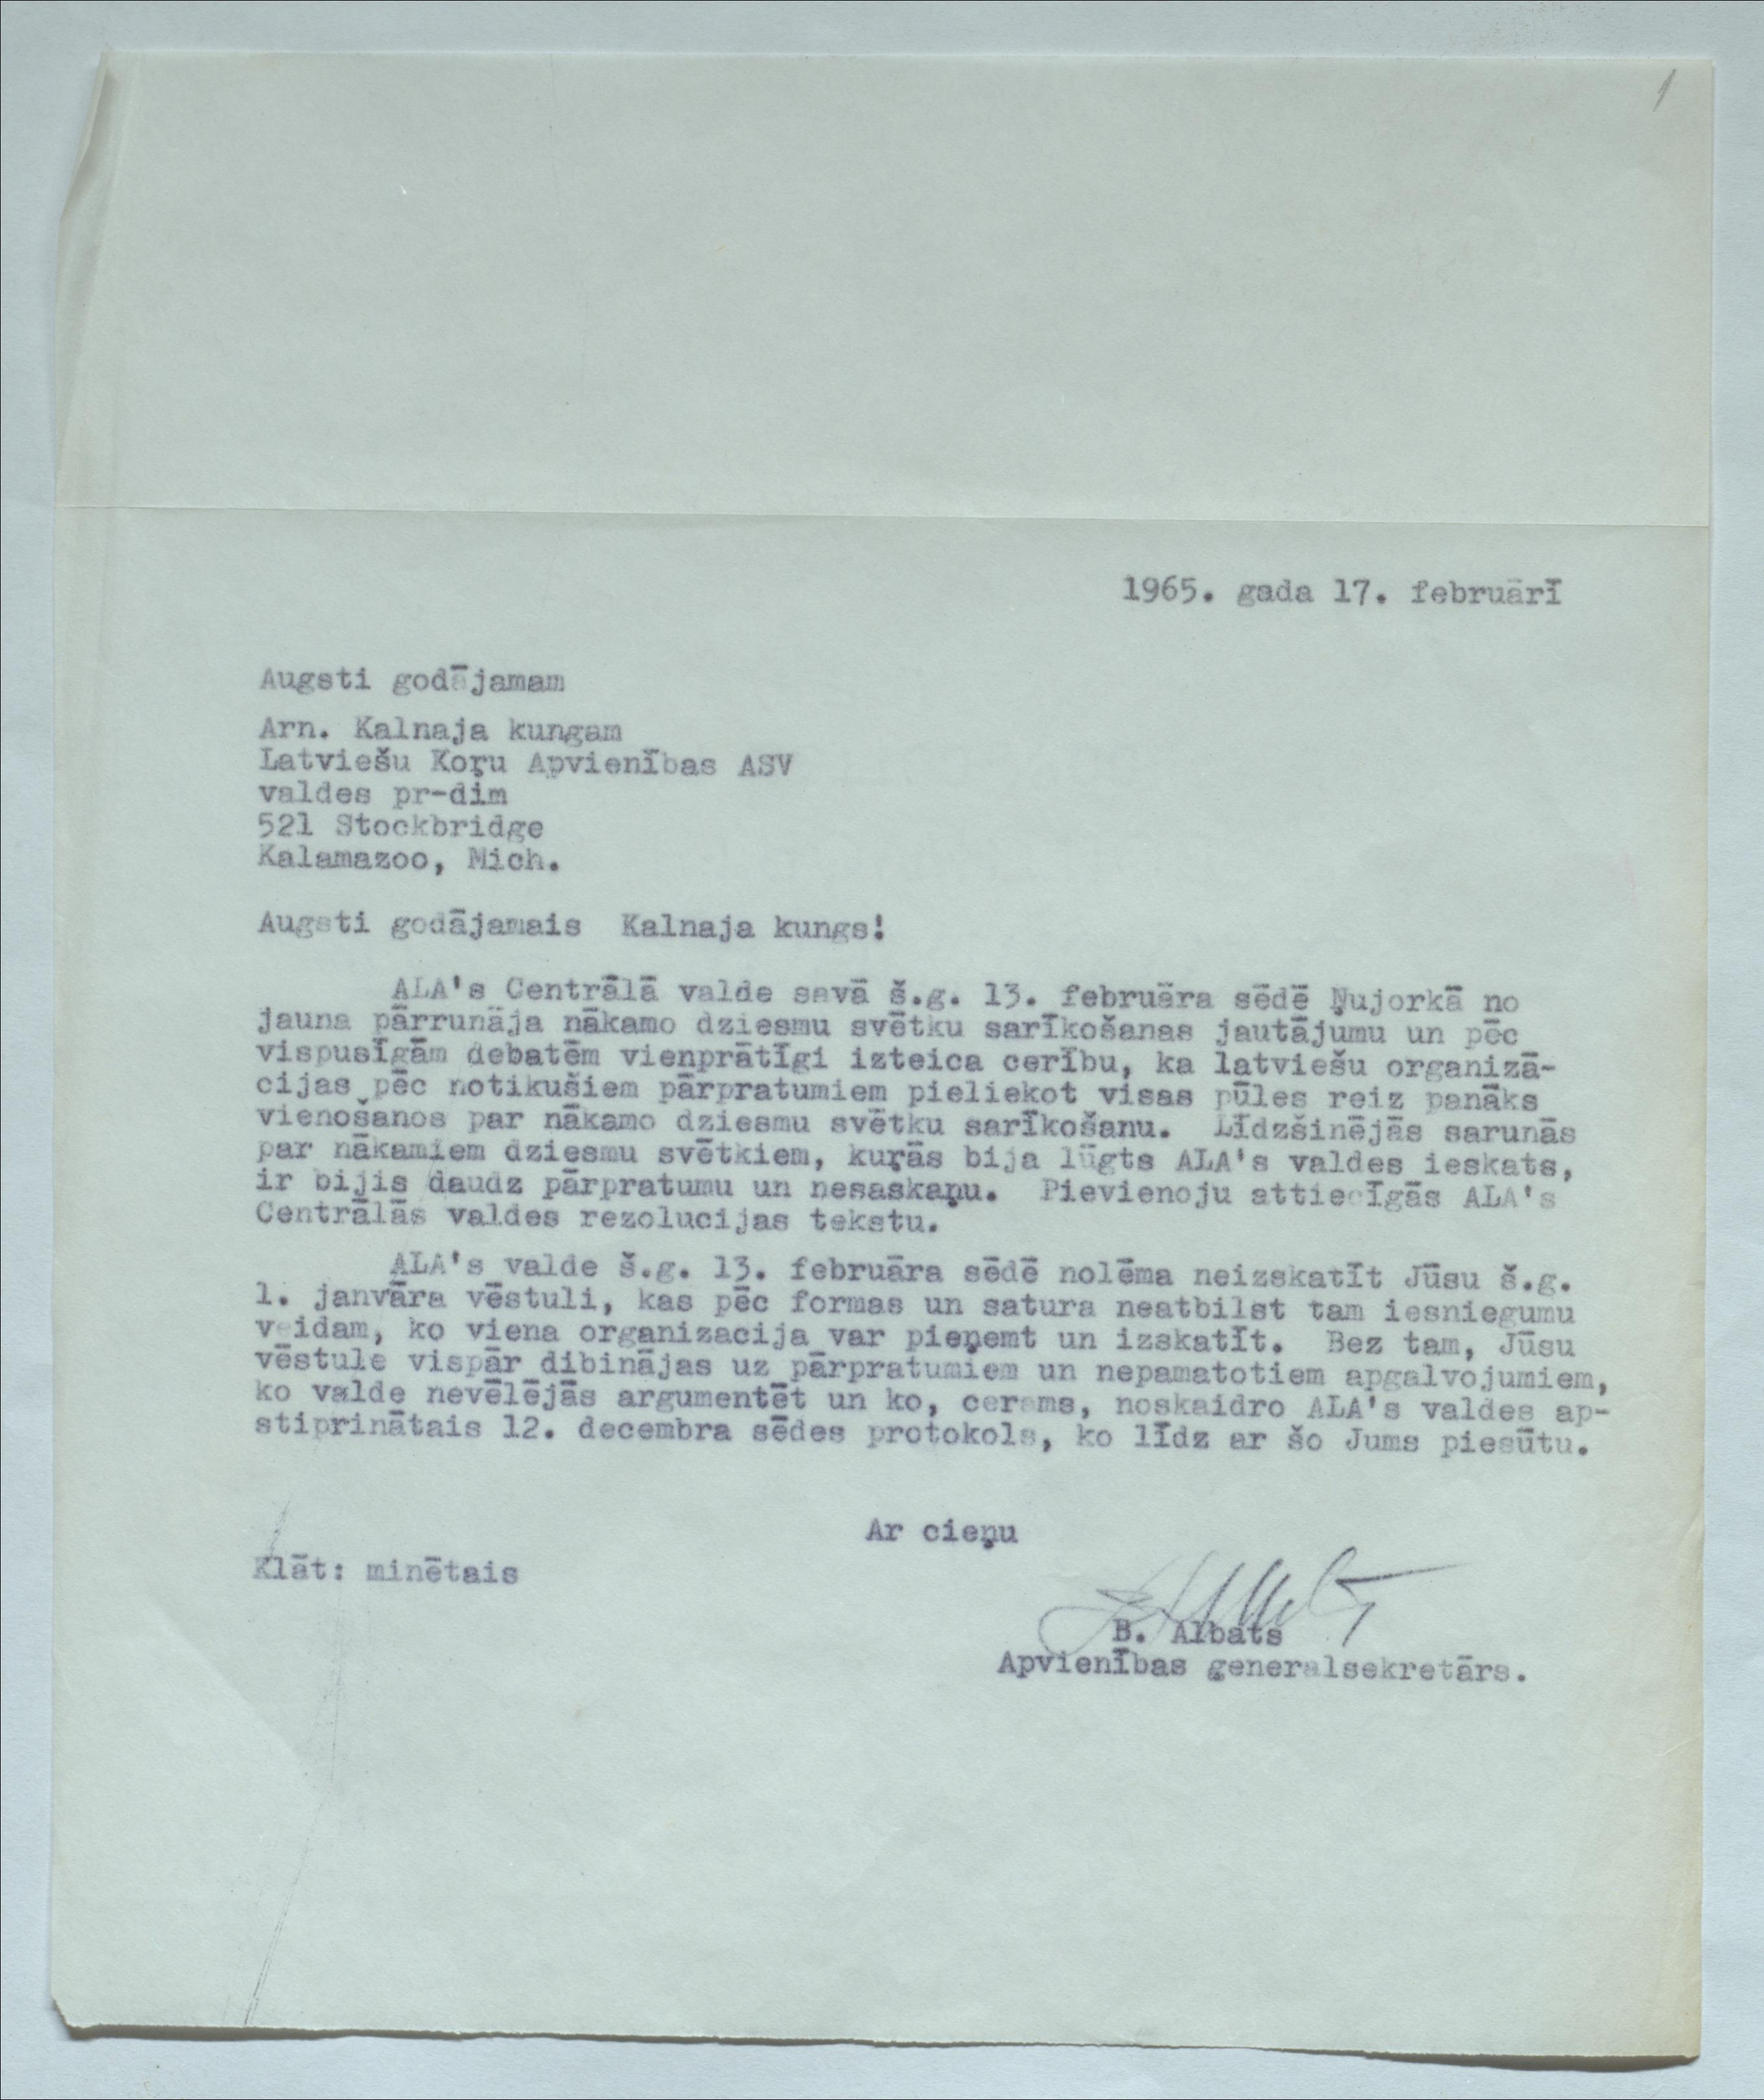 1
1965. gada 17. februārī
Augsti godājamam
Arn. Kalnaja kungam
Latviešu Koŗu Apvienības ASV
valdes pr-dim
521 Stockbridge
Kalamazoo, Mich.
Augsti godājamais Kalnaja kungs!
ALA's Centrālā valde savā š.g. 13. februāra sēdē Ņujorkā no
jauna pārrunāja nākamo dziesmu svētku sarīkošanas jautājumu un pēc
vispusīgām debatēm vienprātīgi izteica cerību, ka latviešu organizā-
cijas pēc notikušiem pārpratumiem pieliekot visas pūles reiz panāks
vienošanos par nākamo dziesmu svētku sarīkošanu. Līdzšinējās sarunās
par nākamiem dziesmu svētkiem, kuŗās bija lūgts ALA's valdes ieskats,
ir bijis daudz pārpratumu un nesaskaņu. Pievienoju attiecīgās ALA's
Centrālās valdes rezolucijas tekstu.
ALA's valde š.g. 13. februāra sēdē nolēma neizskatīt Jūsu š.g.
1. janvāra vēstuli, kas pēc formas un satura neatbilst tam iesniegumu
veidam, ko viena organizacija var pieņemt un izskatīt. Bez tam, Jūsu
vēstule vispār dibinājas uz pārpratumiem un nepamatotiem apgalvojumiem,
ko valde nevēlējās argumentēt un ko, cerams, noskaidro ALA's valdes ap-
stiprinātais 12. decembra sēdes protokols, ko līdz ar šo Jums piesūtu.
Ar cieņu
Klāt: minētais
B. Albats
Apvienības ģeneralsekretārs.